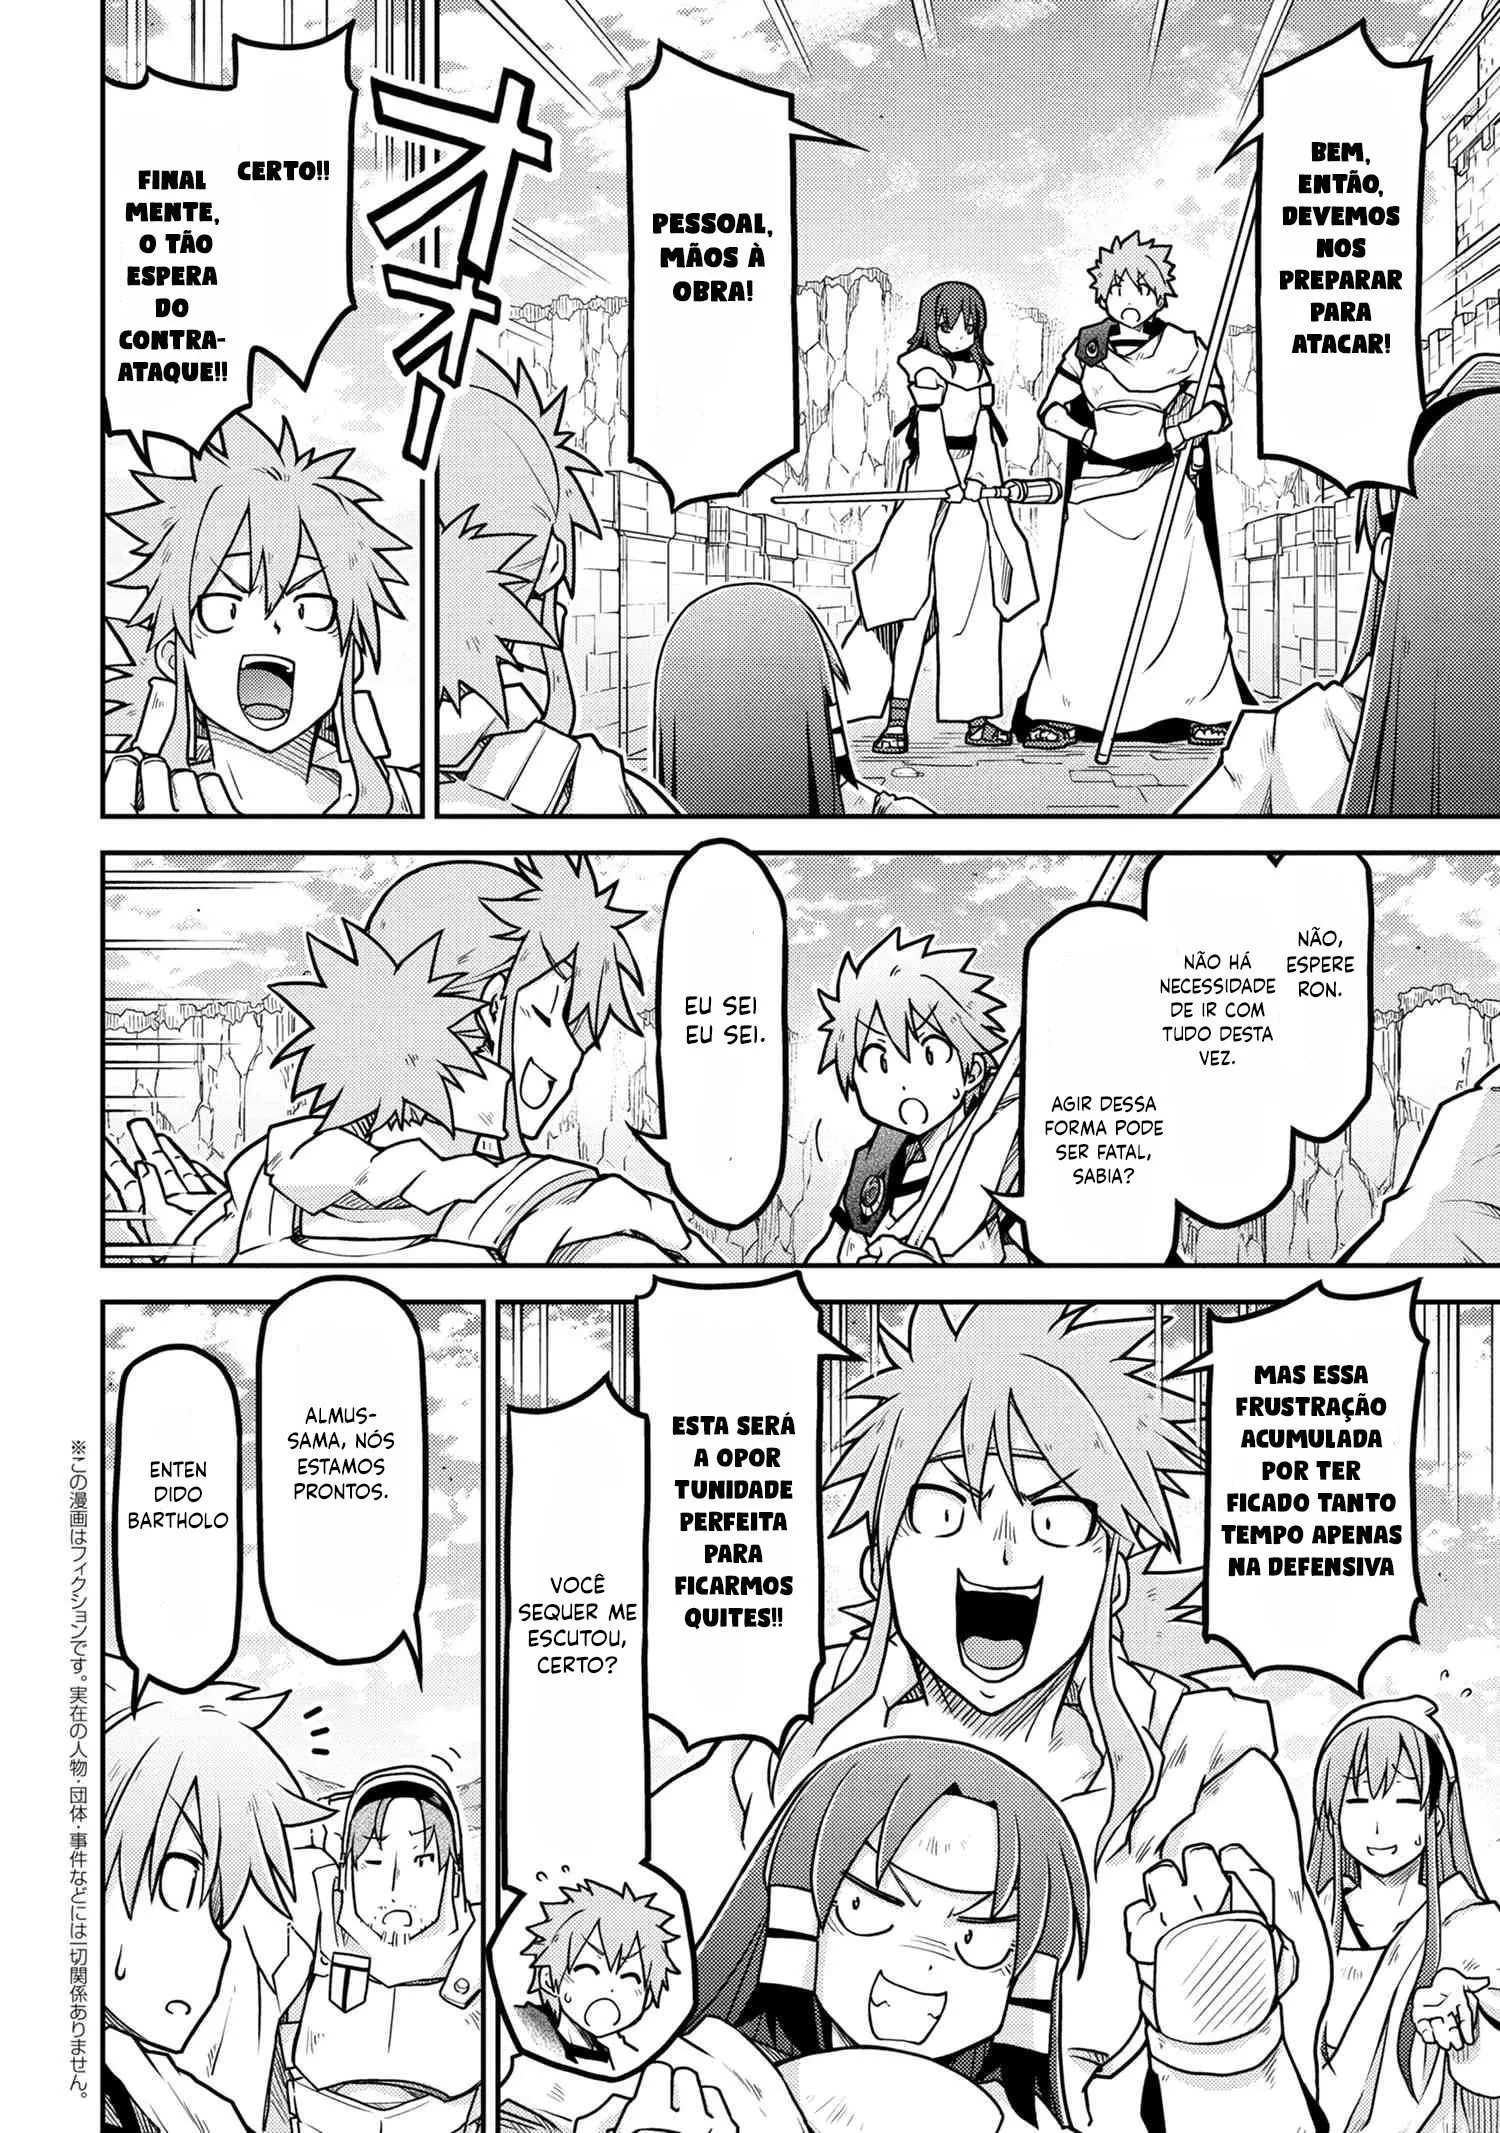 BEM,
ENTÃO,
DEVEMOS
NOS
PREPARAR
PARA
ATACAR!
PESSOAL,
MÃOS À
OBRA!
オオォー
CERTO!!
FINAL
MENTE,
O TÃO
ESPERA
DO
CONTRA-
ATAQUE!!
NÃO,
ESPERE
RON.
NÃO HÁ
NECESSIDADE
DE IR COM
TUDO DESTA
VEZ.
AGIR DESSA
FORMA PODE
SER FATAL,
SABIA?
EU SEI
EU SEI.
MAS ESSA
FRUSTRAÇÃO
ACUMULADA
POR TER
FICADO TANTO
TEMPO APENAS
NA DEFENSIVA
ESTA SERÁ
A OPOR
TUNIDADE
PERFEITA
PARA
FICARMOS
QUITES!!
VOCÊ
SEQUER ME
ESCUTOU,
CERTO?
ALMUS-
SAMA, NÓS
ESTAMOS
PRONTOS.
ENTEN
DIDO
BARTHOLO
※この漫画はフィクションです。実在の人物・団体・事件などには一切関係ありません。